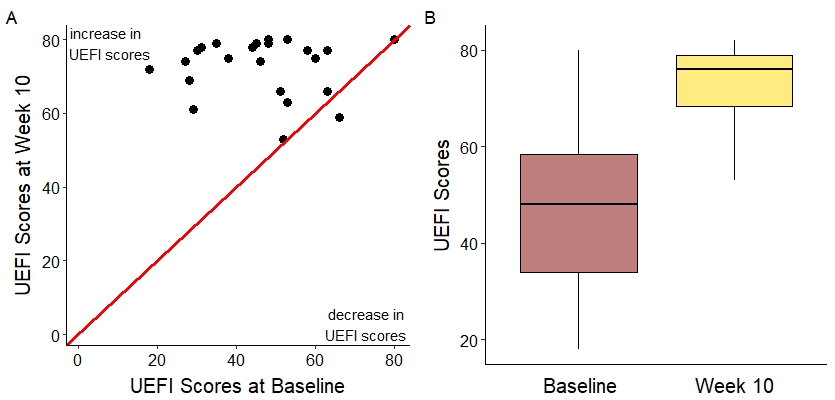 A
increase in
UEFI scores
80
60
40
20
0
UEFI Scores at Week 10
decrease in
UEFI scores
0 20 40 60 80
UEFI Scores at Baseline
B
80
60
40
20
UEFI Scores
Baseline Week 10